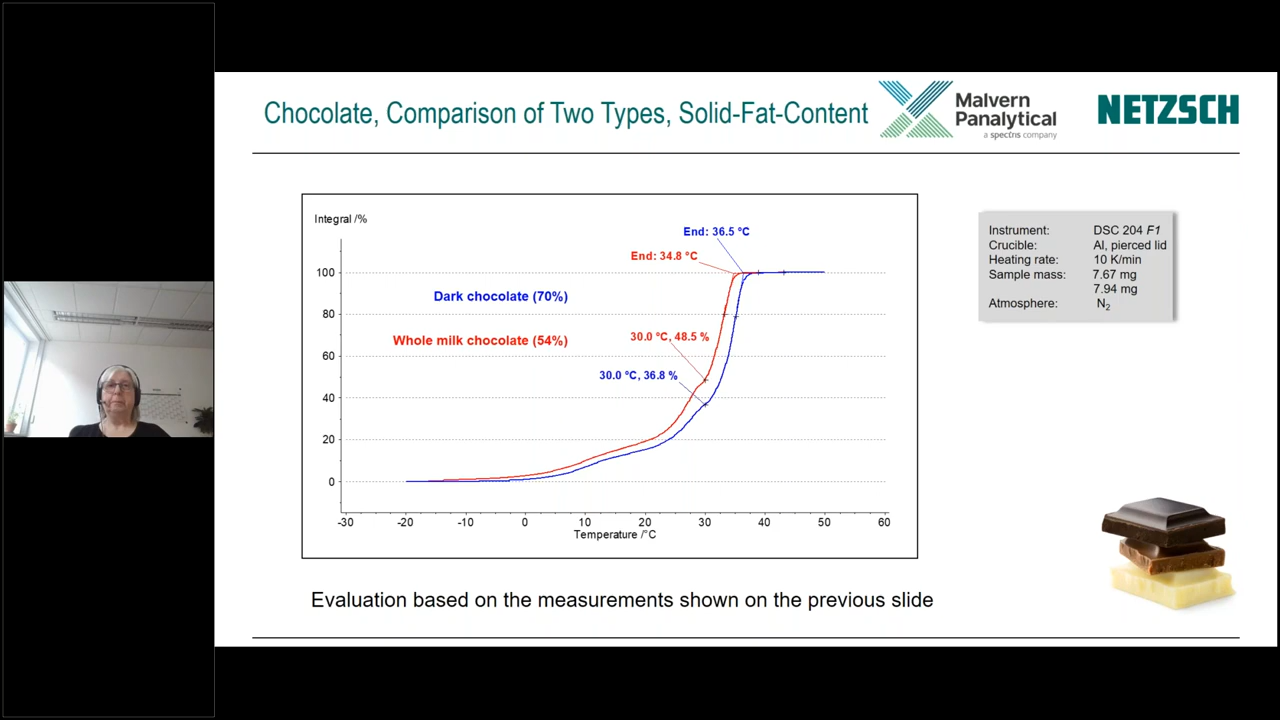 Chocolate, Comparison of Two Types, Solid-Fat-Content
Malvern
Panalytical
a spectris company
NETZSCH
Integral /%
End: 36.5 °C
End: 34.8 °C
100
Dark chocolate (70%)
80
Whole milk chocolate (54%)
30.0 °C, 48.5 %
60
30.0 °C, 36.8 %
40
20
0
-30 -20 -10 0 10 20 30 40 50 60
Temperature /°C
Instrument: DSC 204 F1
Crucible: Al, pierced lid
Heating rate: 10 K/min
Sample mass: 7.67 mg
7.94 mg
Atmosphere: N2
Evaluation based on the measurements shown on the previous slide